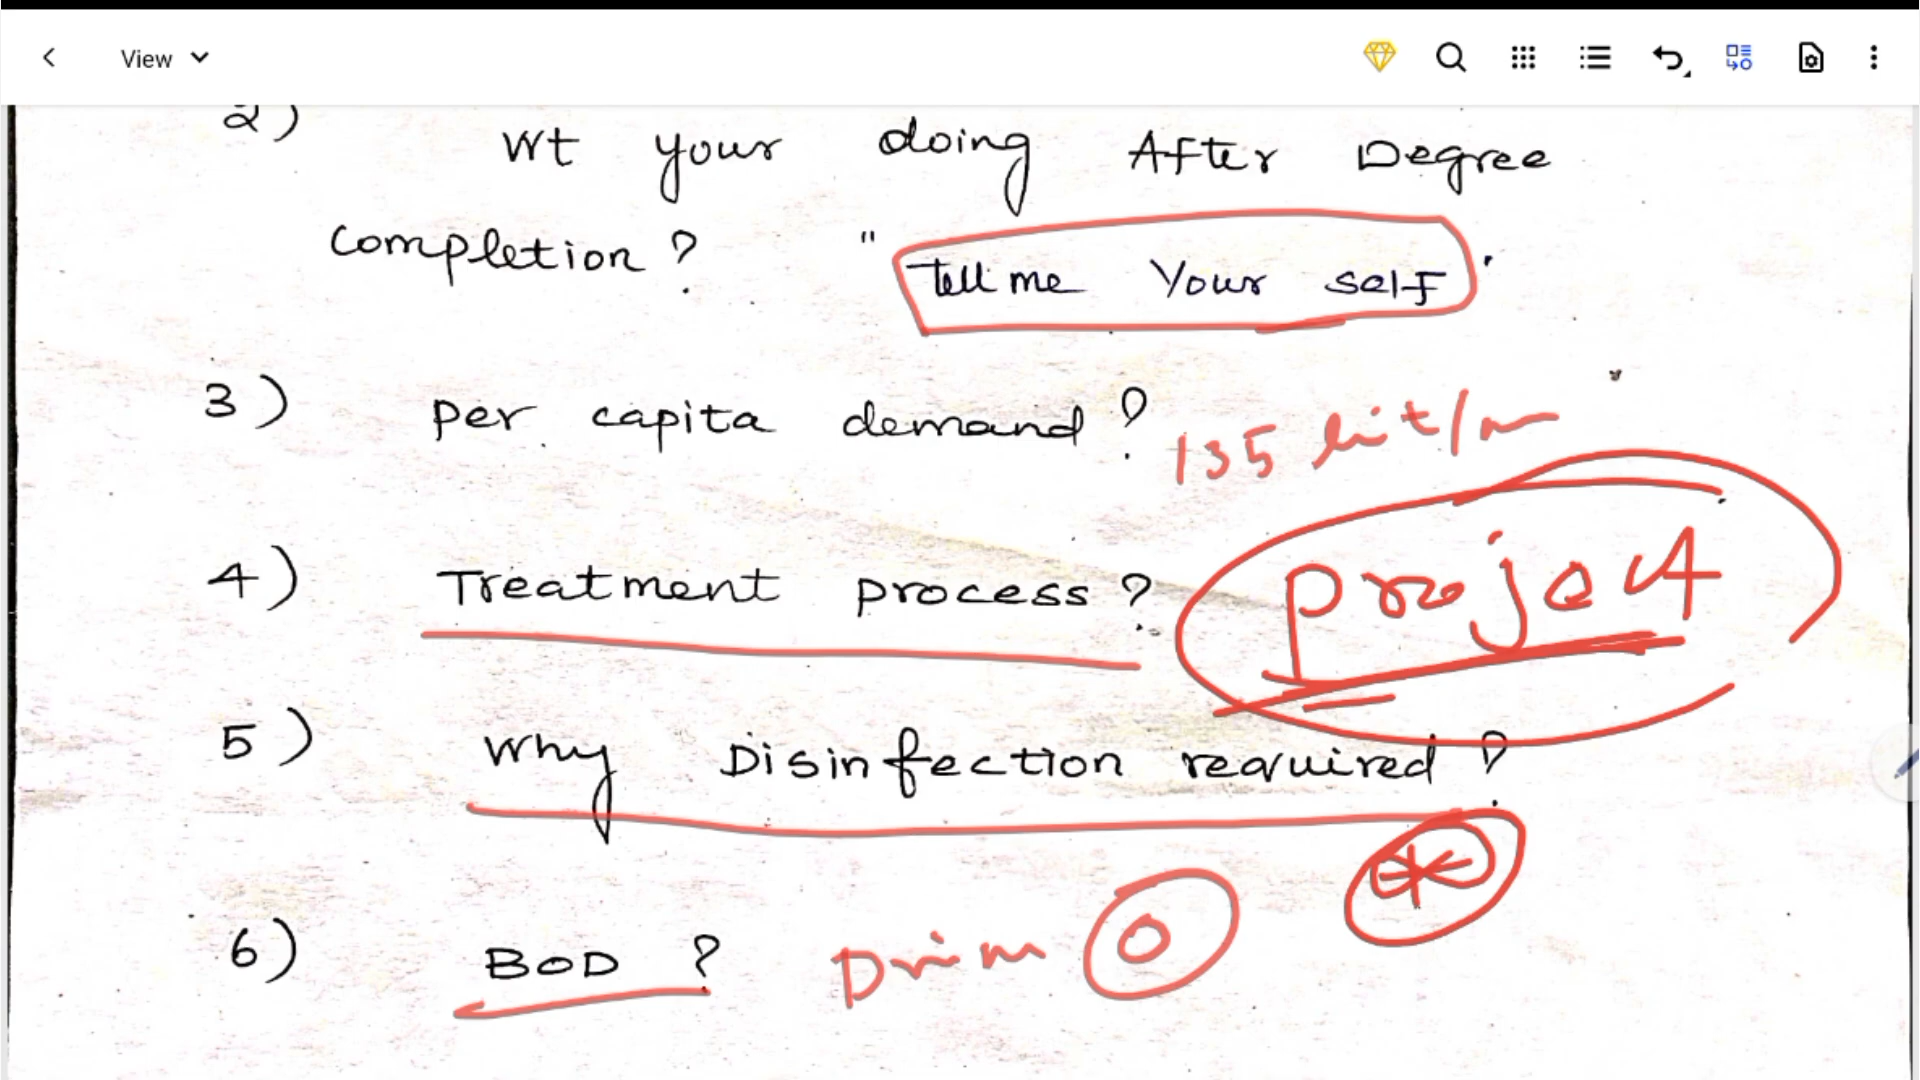 View
2) Wt your doing After Degree
completion? " Tell me Your self "
3) Per capita demand? 135 lit/
4) Treatment process? project
5) Why Disinfection required?
6) BOD ? 0